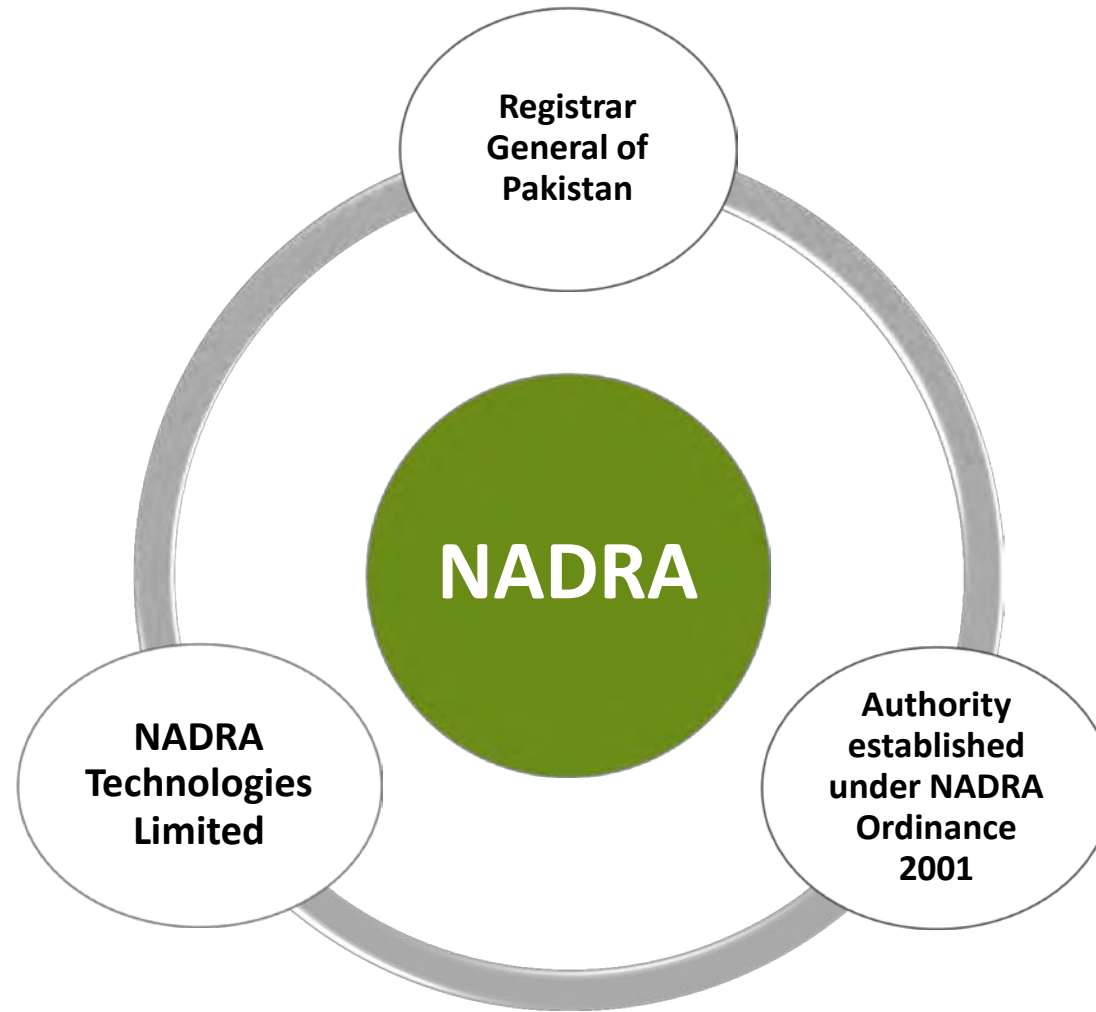 Registrar
General of
Pakistan
NADRA
NADRA
Technologies
Limited
Authority
established
under NADRA
Ordinance
2001